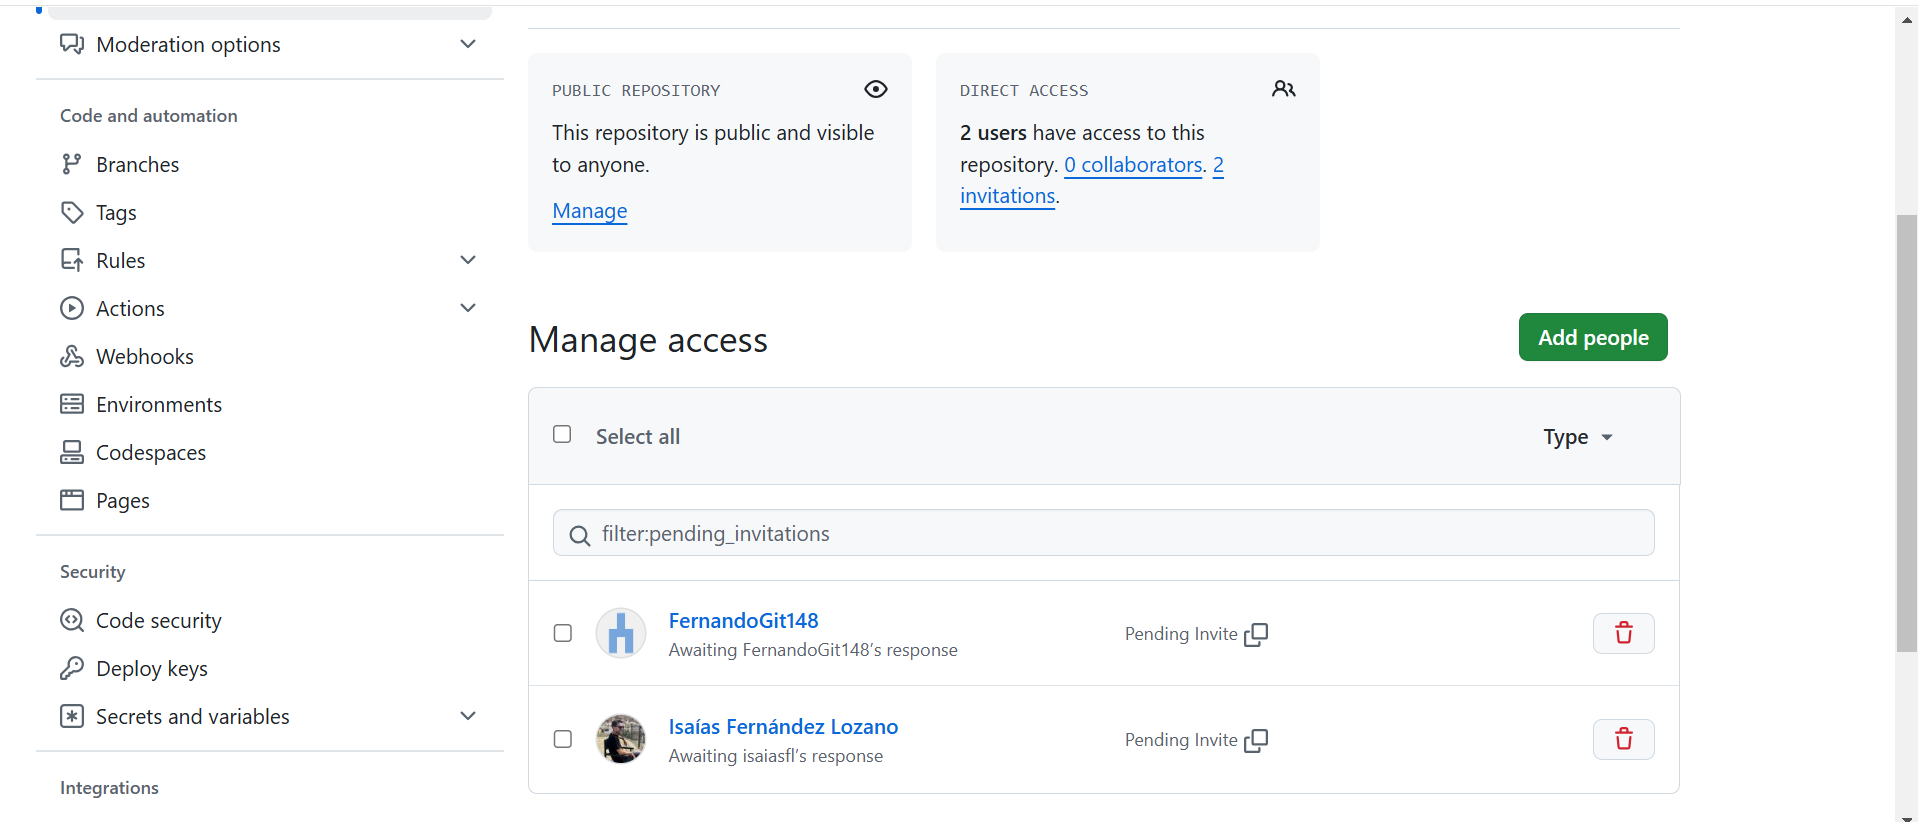 Moderation options
Code and automation
Branches
Tags
Rules
Actions
Webhooks
Environments
Codespaces
Pages
Security
Code security
Deploy keys
Secrets and variables
Integrations
PUBLIC REPOSITORY
This repository is public and visible
to anyone.
Manage
DIRECT ACCESS
2 users have access to this
repository. 0 collaborators. 2
invitations.
Manage access
Add people
Select all
Type
filter:pending_invitations
FernandoGit148
Awaiting FernandoGit148’s response
Pending Invite
Isaías Fernández Lozano
Awaiting isaiasfl’s response
Pending Invite